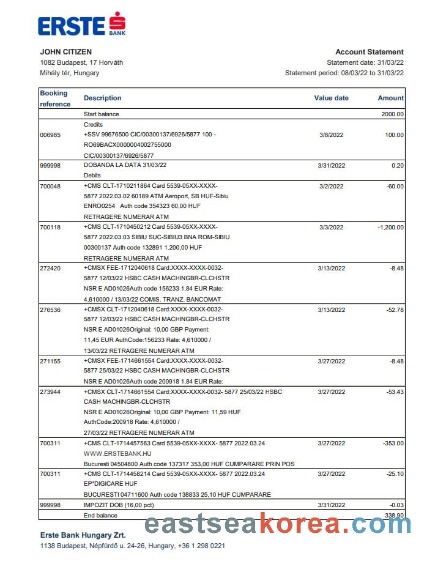 ERSTE
BANK
JOHN CITIZEN
1082 Budapest, 17 Horváth
Mihély tér, Hungary
Account Statement
Statement date: 31/03/22
Statement period: 08/03/22 to 31/03/22
Booking reference Description Value date Amount
Start balance 2000.00
Credits
006985 +SSV 99676500 CIC/00300137/6926/5877 100 - 3/8/2022 100.00
RO69BACX0000004002755000
CIC/00300137/6926/5877
999998 DOBANDA LA DATA 31/03/22 3/31/2022 0.20
Debits
700048 +CMS CLT-1710211864 Card 5539-05XX-XXXX- 3/2/2022 -60.00
5877 2022.03.02 60169 ATM Aeroport, SB HUF-Sibiu
ENRO0254 Auth code 354323 60,00 HUF
RETRAGERE NUMERAR ATM
700118 +CMS CLT-1710450212 Card 5539-05XX-XXXX- 3/3/2022 -1,200.00
5877 2022.03.03 SIBIU SUC-SIBIU3 BNA ROM-SIBIU
00300137 Auth code 132891 1.200,00 HUF
RETRAGERE NUMERAR ATM
272420 +CMSX FEE-1712040618 Card:XXXX-XXXX-0032- 3/13/2022 -8.48
5877 12/03/22 HSBC CASH MACHINGBR-CLCHSTR
NSR E AD01026Auth code 156233 1.84 EUR Rate:
4,610000 / 13/03/22 COMIS. TRANZ. BANCOMAT
276536 +CMSX CLT-1712040618 Card:XXXX-XXXX-0032- 3/13/2022 -52.78
5877 12/03/22 HSBC CASH MACHINGBR-CLCHSTR
NSR E AD01026Original: 10,00 GBP Payment:
11,45 EUR AuthCode:156233 Rate: 4,610000 /
13/03/22 RETRAGERE NUMERAR ATM
271155 +CMSX FEE-1714661554 Card:XXXX-XXXX-0032- 3/27/2022 -8.48
5877 25/03/22 HSBC CASH MACHINGBR-CLCHSTR
NSR E AD01026Auth code 200918 1.84 EUR Rate:
273944 +CMSX CLT-1714661554 Card:XXXX-XXXX-0032- 5877 25/03/22 HSBC 3/27/2022 -53.43
CASH MACHINGBR-CLCHSTR
NSR E AD01026Original: 10,00 GBP Payment: 11,59 HUF
AuthCode:200918 Rate: 4,610000 /
27/03/22 RETRAGERE NUMERAR ATM
700311 +CMS CLT-1714457563 Card 5539-05XX-XXXX- 5877 2022.03.24 3/27/2022 -353.00
WWW.ERSTEBANK.HU
Bucuresti 04504600 Auth code 137317 353,00 HUF CUMPARARE PRIN POS
700311 +CMS CLT-1714458214 Card 5539-05XX-XXXX- 5877 2022.03.24 3/27/2022 -25.10
EP*DIGICARE HUF
BUCURESTI 04711600 Auth code 138833 25,10 HUF CUMPARARE
999998 IMPOZIT DOB (16,00 pct) 3/31/2022 -0.03
End balance 338.90
eastseakorea.com
Erste Bank Hungary Zrt.
1138 Budapest, Népfürdő u. 24-26, Hungary, +36 1 298 0221